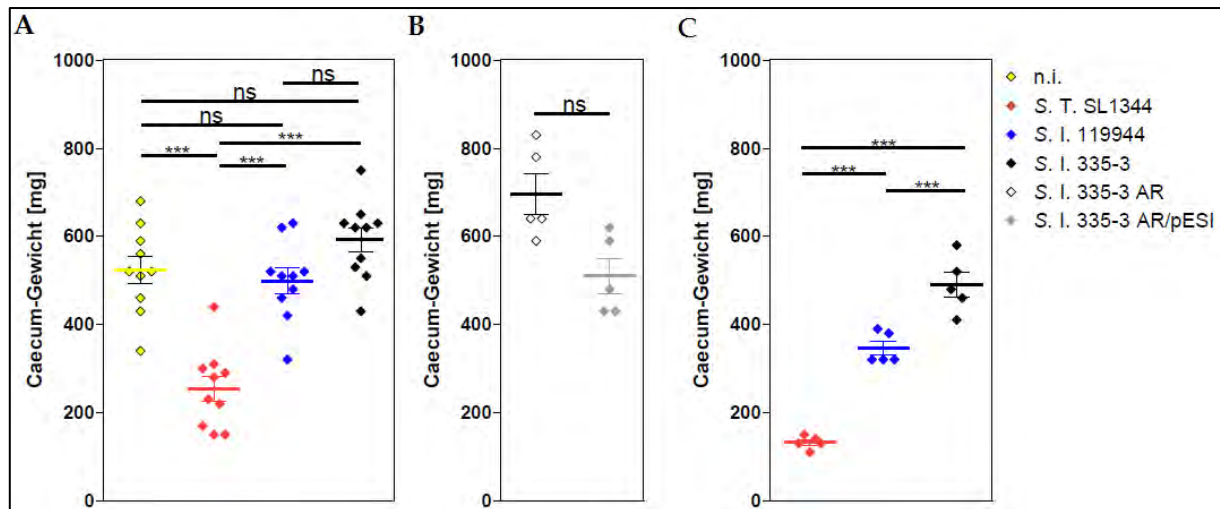 A
B
C
Caecum-Gewicht [mg]
1000
800
600
400
200
0
ns
ns
ns
***
***
***
Caecum-Gewicht [mg]
1000
800
600
400
200
0
ns
Caecum-Gewicht [mg]
1000
800
600
400
200
0
***
***
***
n.i.
S. T. SL1344
S. I. 119944
S. I. 335-3
S. I. 335-3 AR
S. I. 335-3 AR/pESI